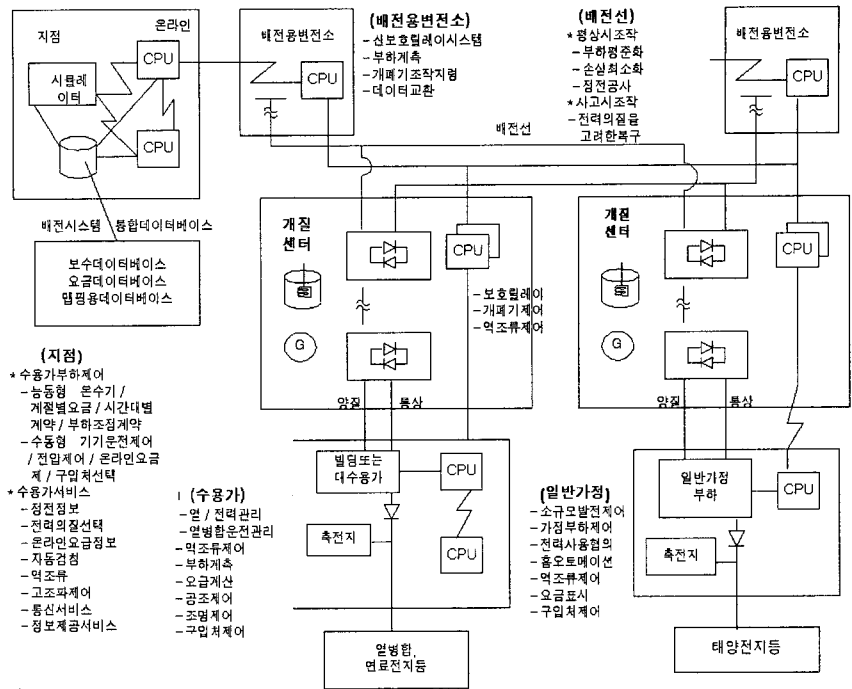 지점
온라인
CPU
시뮬레
이터
CPU
배전시스템 통합데이터베이스
보수데이터베이스
요금데이터베이스
맵핑용데이터베이스
배전용변전소
CPU
(배전용변전소)
-신보호릴레이시스템
-부하계측
-개폐기조작지령
-데이터교환
배전선
(배전선)
*평상시조작
-부하평준화
-손실최소화
-정전공사
*사고시조작
-전력의질을
고려한복구
배전용변전소
CPU
개질
센터
G
CPU
-보호릴레이
-개폐기제어
-역조류제어
양질
통상
개질
센터
G
CPU
양질
통상
(지점)
*수용가부하제어
-능동형 온수기/
계절별요금/시간대별
계약/부하조정계약
-수동형 기기운전제어
/전압제어/온라인요금
제/구입처선택
*수용가서비스
-정전정보
-전력의질선택
-온라인요금정보
-자동검침
-역조류
-고조파제어
-통신서비스
-정보제공서비스
(수용가)
-열/전력관리
-열병합운전관리
-역조류제어
-부하계측
-요금계산
-공조제어
-조명제어
-구입처제어
빌딩또는
대수용가
CPU
축전지
CPU
열병합,
연료전지등
(일반가정)
-소규모발전제어
-가정부하제어
-전력사용협의
-홈오토메이션
-역조류제어
-요금표시
-구입처제어
일반가정
부하
CPU
축전지
태양전지등